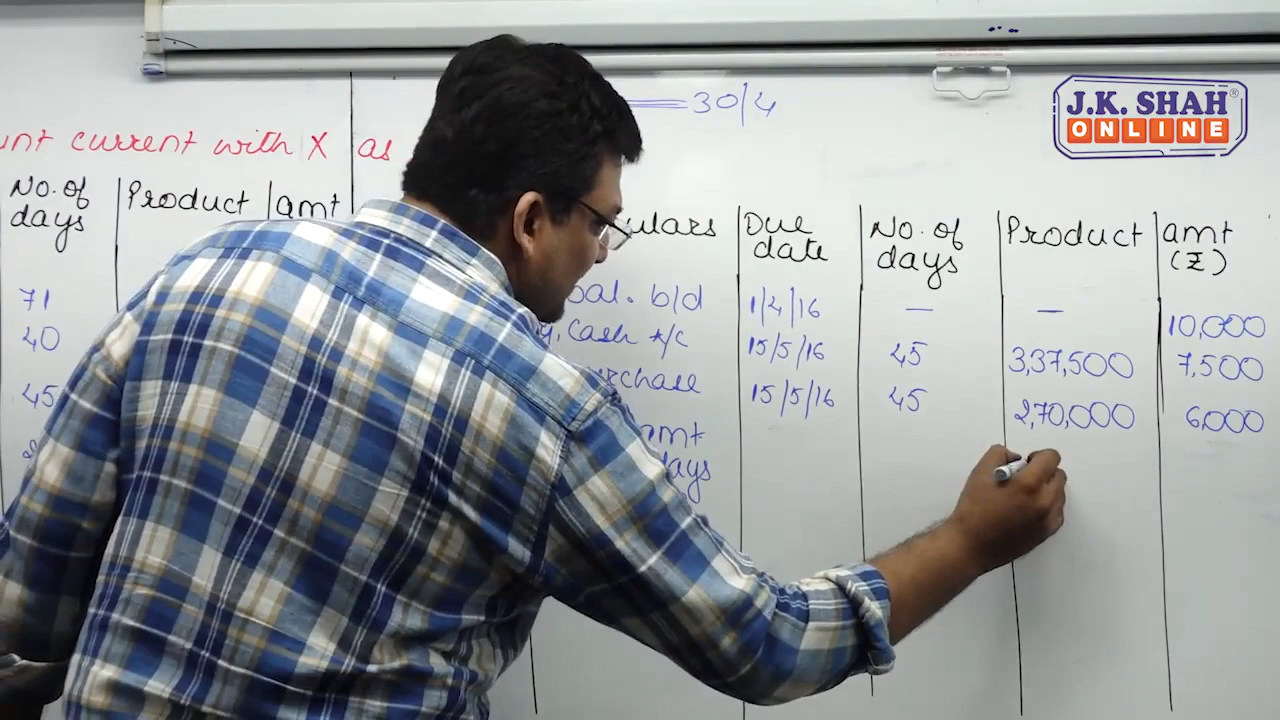 30/4
J.K. SHAH®
ONLINE
current with X as
No. of days Product amt
Due date No. of days Product amt (₹)
71
40
45
bal. b/d 1/4/16 — — 10,000
Cash A/c 15/5/16 45 3,37,500 7,500
15/5/16 45 2,70,000 6,000
amt
days